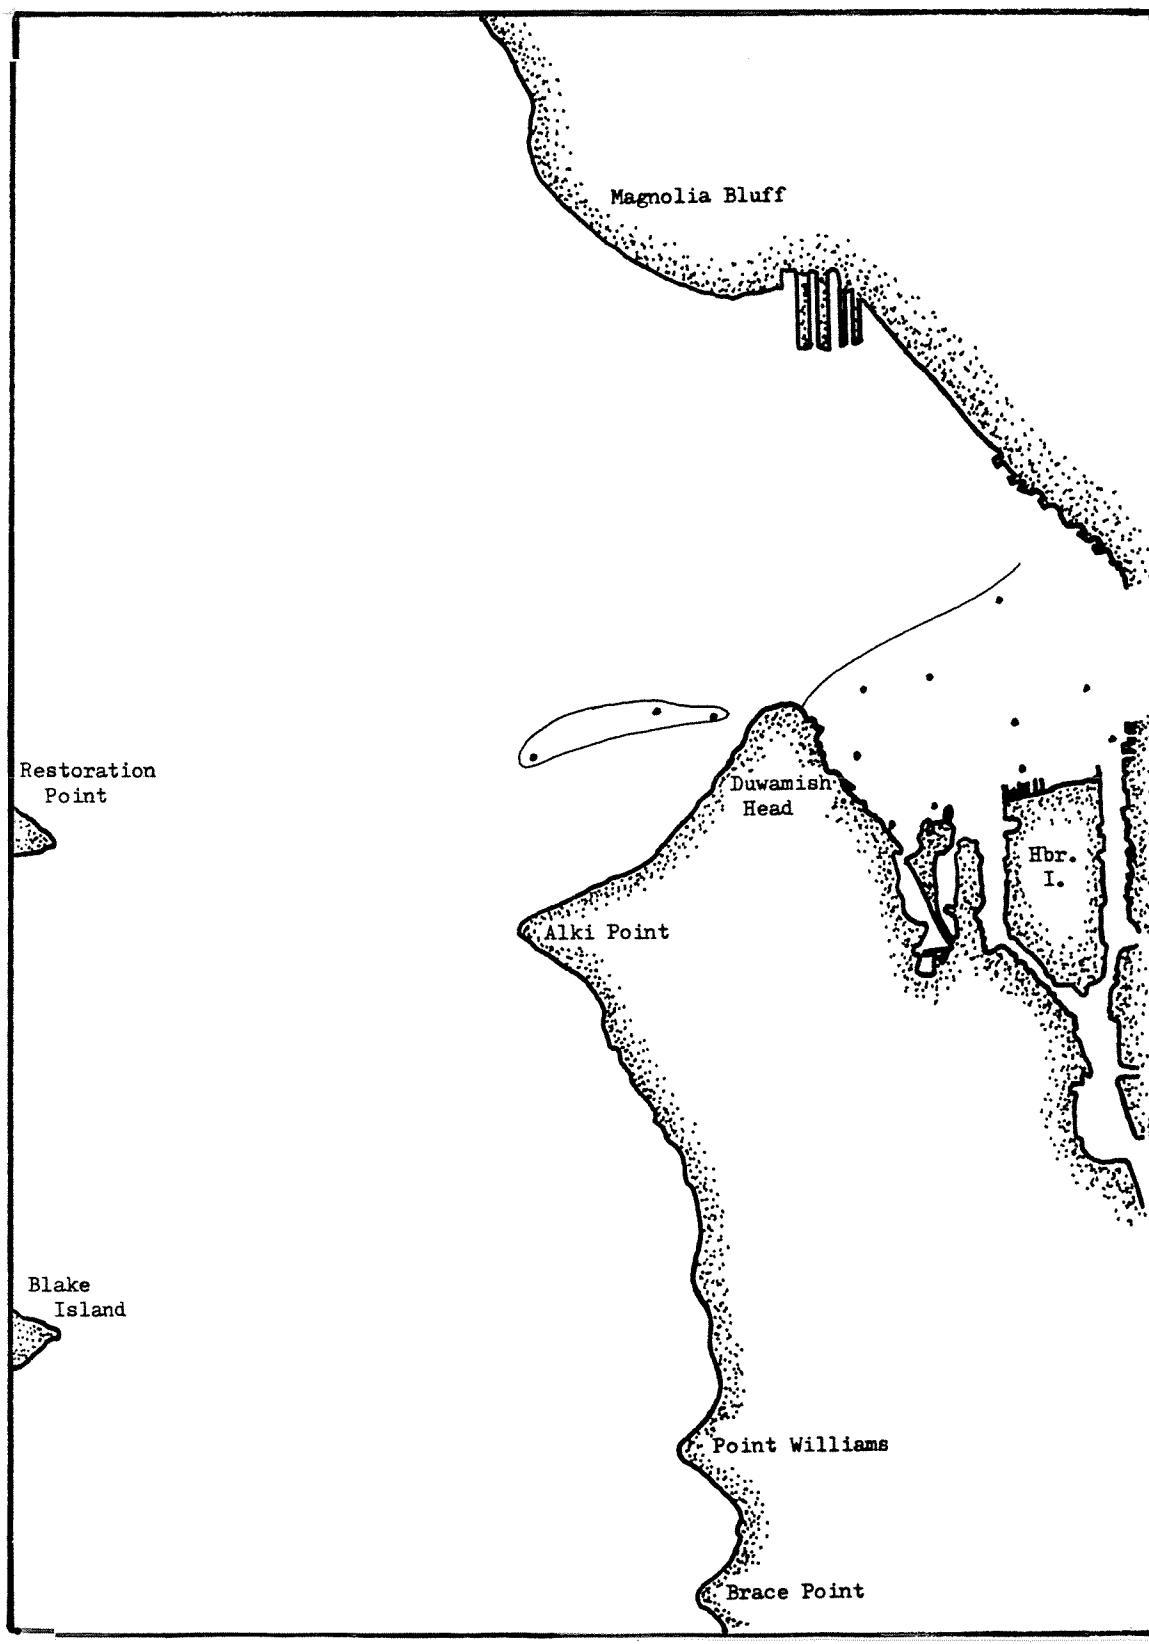 Magnolia Bluff
Restoration
Point
Duwamish
Head
Hbr.
I.
Alki Point
Blake
Island
Point Williams
Brace Point